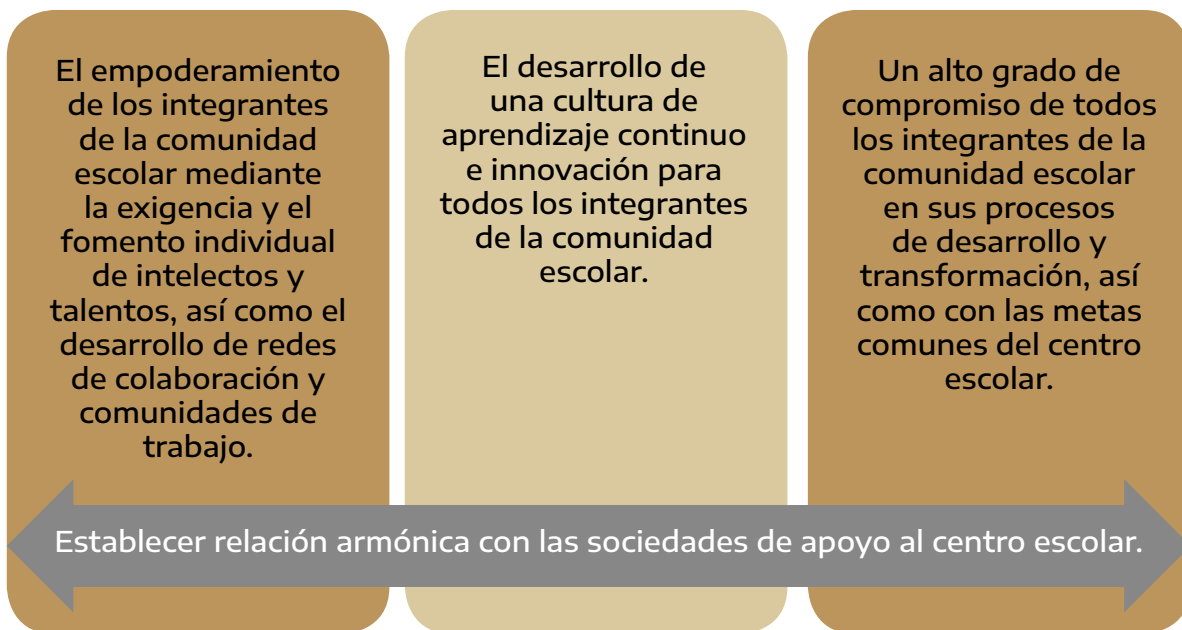 El empoderamiento
de los integrantes
de la comunidad
escolar mediante
la exigencia y el
fomento individual
de intelectos y
talentos, así como el
desarrollo de redes
de colaboración y
comunidades de
trabajo.
El desarrollo de
una cultura de
aprendizaje continuo
e innovación para
todos los integrantes
de la comunidad
escolar.
Un alto grado de
compromiso de todos
los integrantes de la
comunidad escolar
en sus procesos
de desarrollo y
transformación, así
como con las metas
comunes del centro
escolar.
Establecer relación armónica con las sociedades de apoyo al centro escolar.